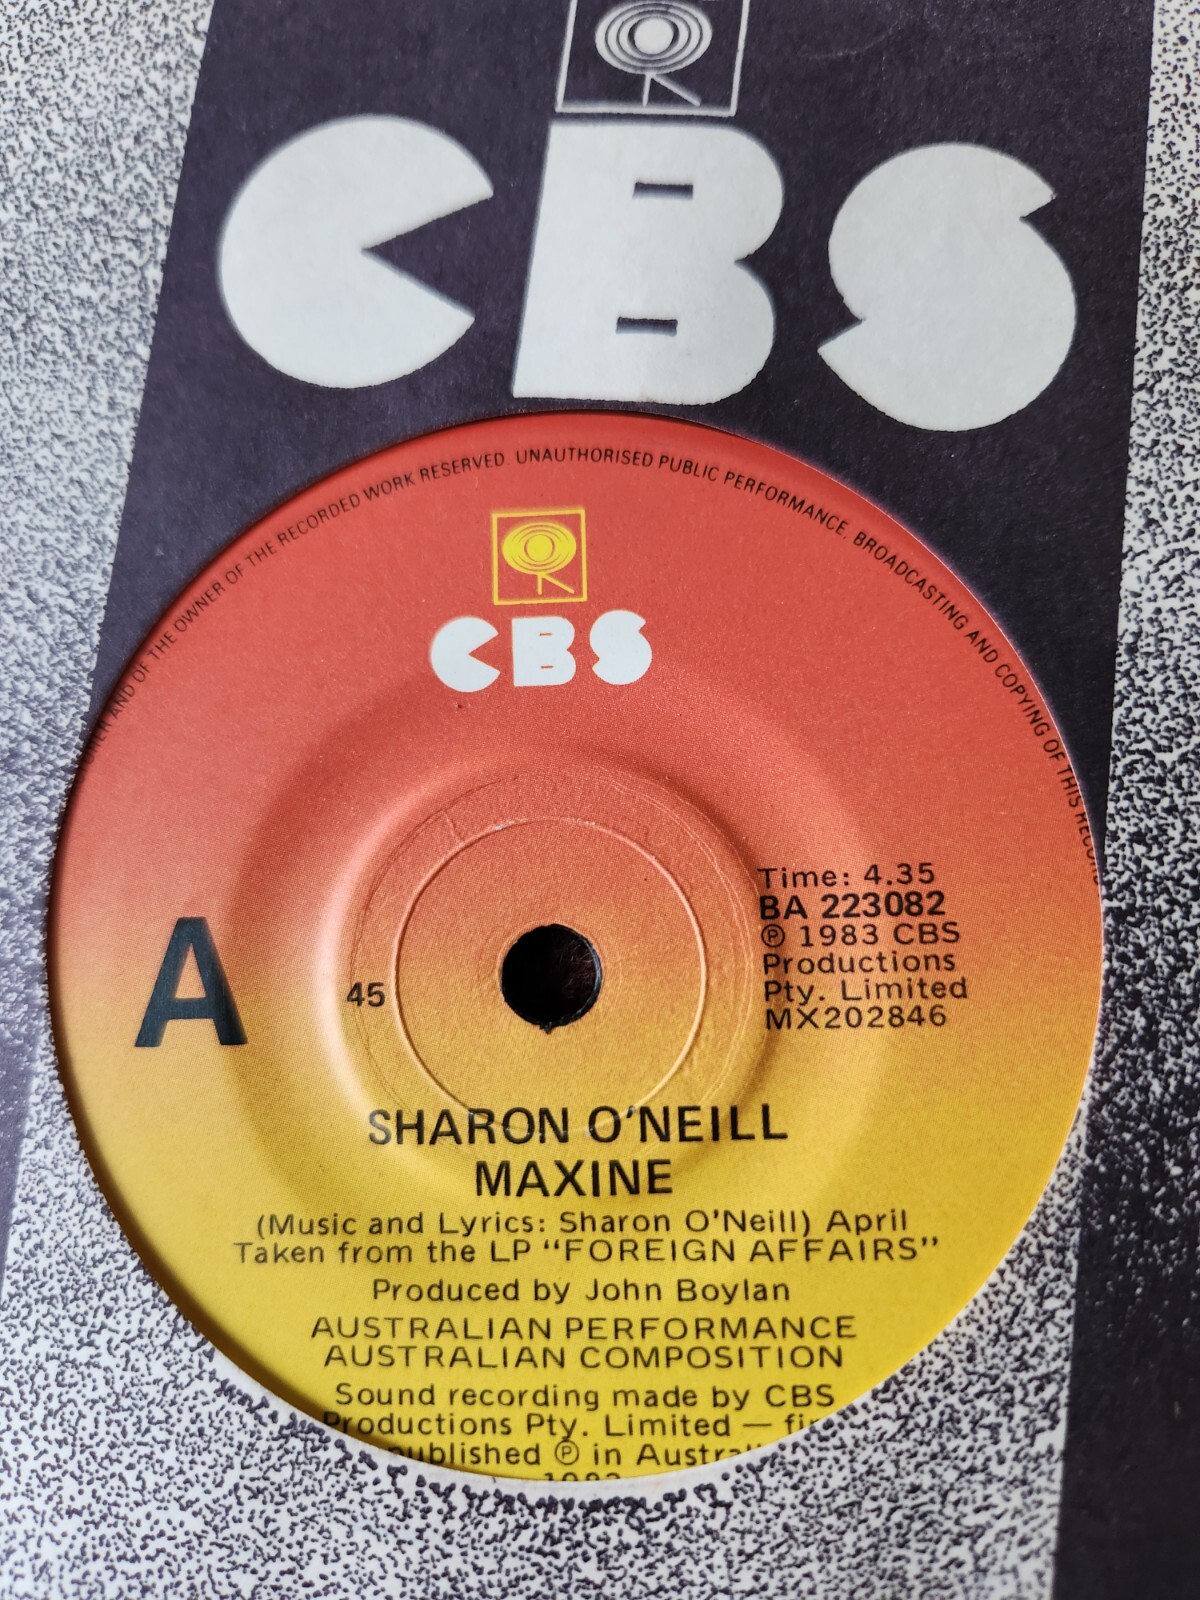 CBS
AND OF THE OWNER OF THE RECORDED WORK RESERVED UNAUTHORISED PUBLIC PERFORMANCE. BROADCASTING AND COPYING OF THIS RECORD
CBS
A
45
Time: 4.35
BA 223082
℗ 1983 CBS
Productions
Pty. Limited
MX202846
SHARON O'NEILL
MAXINE
(Music and Lyrics: Sharon O'Neill) April
Taken from the LP "FOREIGN AFFAIRS"
Produced by John Boylan
AUSTRALIAN PERFORMANCE
AUSTRALIAN COMPOSITION
Sound recording made by CBS
Productions Pty. Limited —
published ℗ in